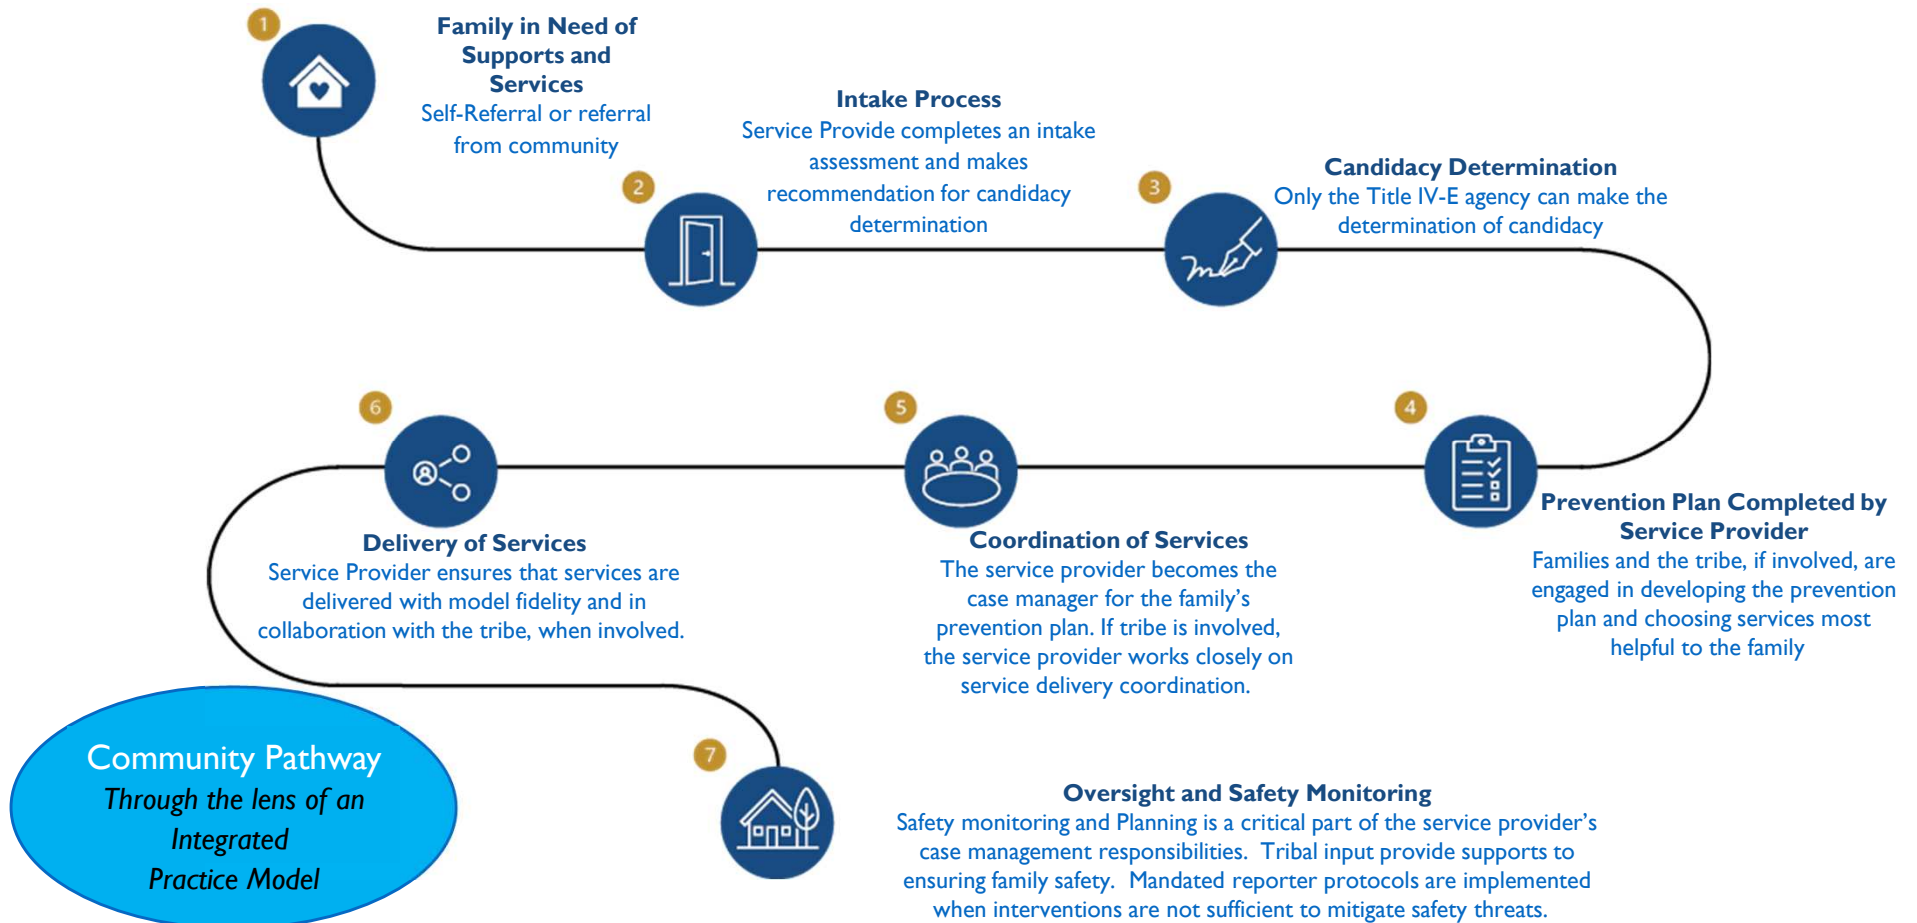 1
Family in Need of
Supports and
Services
Self-Referral or referral
from community
2
Intake Process
Service Provide completes an intake
assessment and makes
recommendation for candidacy
determination
3
Candidacy Determination
Only the Title IV-E agency can make the
determination of candidacy
4
Prevention Plan Completed by
Service Provider
Families and the tribe, if involved, are
engaged in developing the prevention
plan and choosing services most
helpful to the family
5
Coordination of Services
The service provider becomes the
case manager for the family’s
prevention plan. If tribe is involved,
the service provider works closely on
service delivery coordination.
6
Delivery of Services
Service Provider ensures that services are
delivered with model fidelity and in
collaboration with the tribe, when involved.
7
Oversight and Safety Monitoring
Safety monitoring and Planning is a critical part of the service provider’s
case management responsibilities. Tribal input provide supports to
ensuring family safety. Mandated reporter protocols are implemented
when interventions are not sufficient to mitigate safety threats.
Community Pathway
Through the lens of an
Integrated
Practice Model